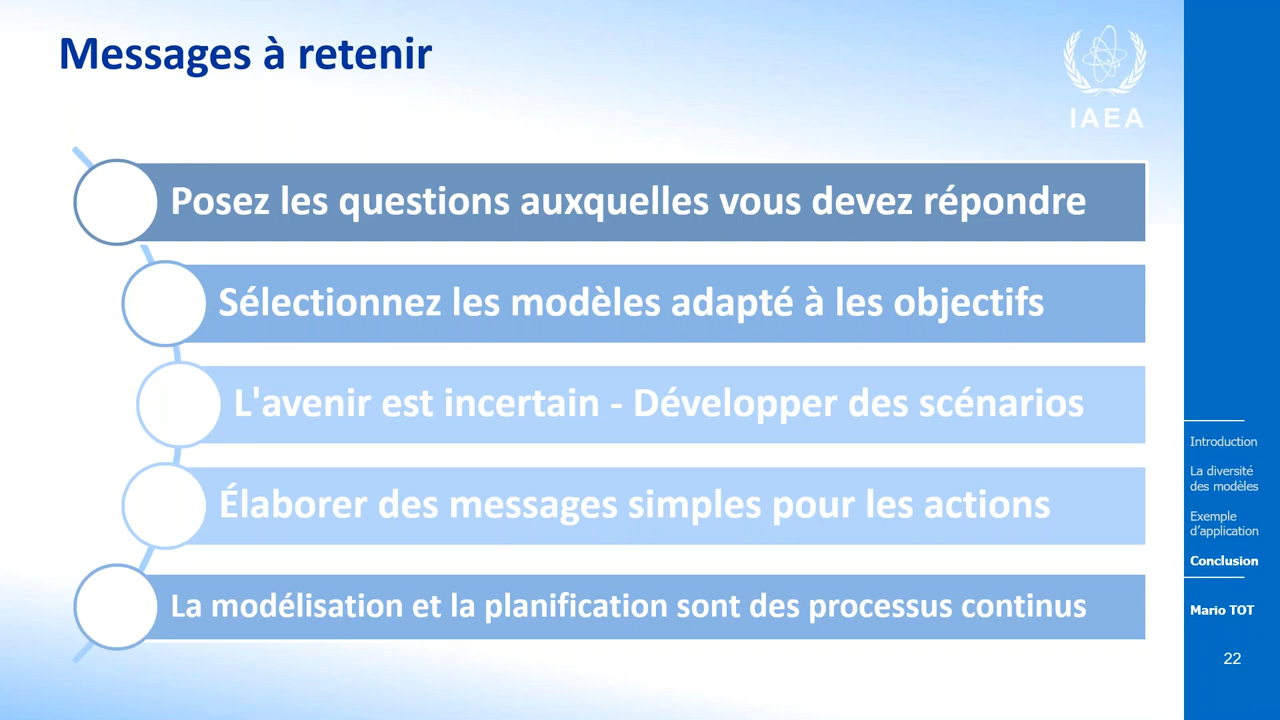 Messages à retenir
IAEA
Posez les questions auxquelles vous devez répondre
Sélectionnez les modèles adapté à les objectifs
L'avenir est incertain - Développer des scénarios
Élaborer des messages simples pour les actions
La modélisation et la planification sont des processus continus
Introduction
La diversité
des modèles
Exemple
d’application
Conclusion
Mario TOT
22